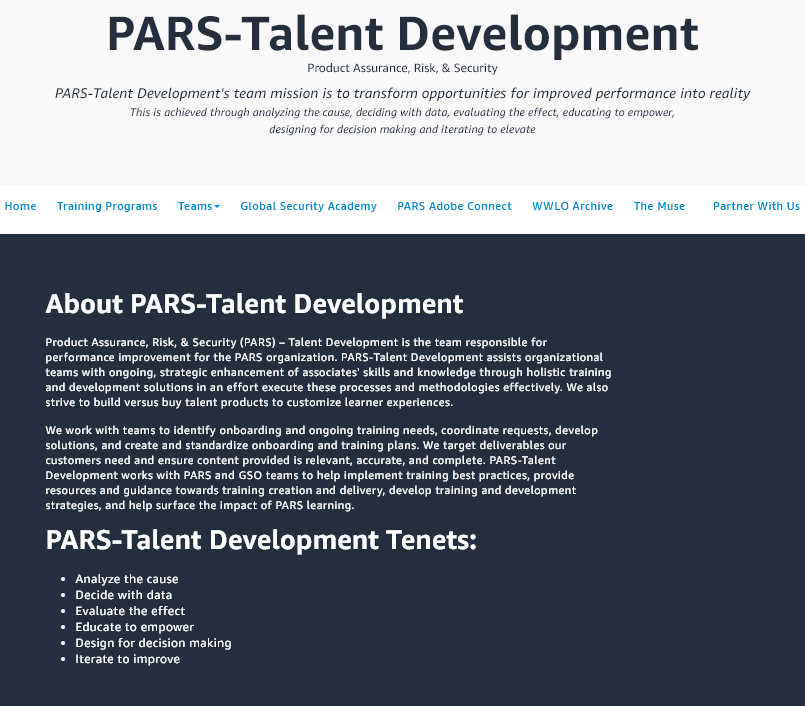 PARS-Talent Development
Product Assurance, Risk, & Security
PARS-Talent Development's team mission is to transform opportunities for improved performance into reality
This is achieved through analyzing the cause, deciding with data, evaluating the effect, educating to empower,
designing for decision making and iterating to elevate
Home Training Programs Teams Global Security Academy PARS Adobe Connect WWLO Archive The Muse Partner With Us
About PARS-Talent Development
Product Assurance, Risk, & Security (PARS) – Talent Development is the team responsible for
performance improvement for the PARS organization. PARS-Talent Development assists organizational
teams with ongoing, strategic enhancement of associates' skills and knowledge through holistic training
and development solutions in an effort execute these processes and methodologies effectively. We also
strive to build versus buy talent products to customize learner experiences.
We work with teams to identify onboarding and ongoing training needs, coordinate requests, develop
solutions, and create and standardize onboarding and training plans. We target deliverables our
customers need and ensure content provided is relevant, accurate, and complete. PARS-Talent
Development works with PARS and GSO teams to help implement training best practices, provide
resources and guidance towards training creation and delivery, develop training and development
strategies, and help surface the impact of PARS learning.
PARS-Talent Development Tenets:
• Analyze the cause
• Decide with data
• Evaluate the effect
• Educate to empower
• Design for decision making
• Iterate to improve